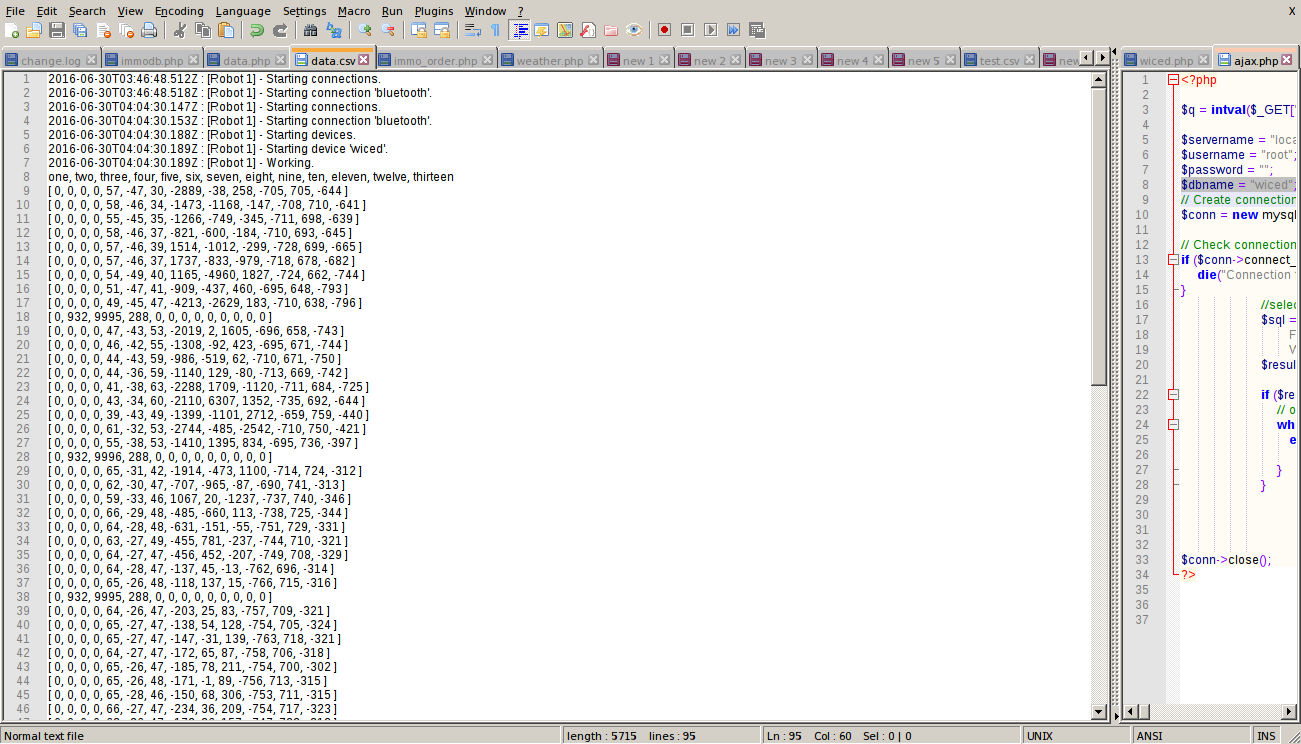 File Edit Search View Encoding Language Settings Macro Run Plugins Window ? X
change.log immodb.php data.php data.csv immo_order.php weather.php new 1 new 2 new 3 new 4 new 5 test.csv new
1 2016-06-30T03:46:48.512Z : [Robot 1] - Starting connections.
2 2016-06-30T03:46:48.518Z : [Robot 1] - Starting connection 'bluetooth'.
3 2016-06-30T04:04:30.147Z : [Robot 1] - Starting connections.
4 2016-06-30T04:04:30.153Z : [Robot 1] - Starting connection 'bluetooth'.
5 2016-06-30T04:04:30.188Z : [Robot 1] - Starting devices.
6 2016-06-30T04:04:30.189Z : [Robot 1] - Starting device 'wiced'.
7 2016-06-30T04:04:30.189Z : [Robot 1] - Working.
8 one, two, three, four, five, six, seven, eight, nine, ten, eleven, twelve, thirteen
9 [ 0, 0, 0, 0, 57, -47, 30, -2889, -38, 258, -705, 705, -644 ]
10 [ 0, 0, 0, 0, 58, -46, 34, -1473, -1168, -147, -708, 710, -641 ]
11 [ 0, 0, 0, 0, 55, -45, 35, -1266, -749, -345, -711, 698, -639 ]
12 [ 0, 0, 0, 0, 58, -46, 37, -821, -600, -184, -710, 693, -645 ]
13 [ 0, 0, 0, 0, 57, -46, 39, 1514, -1012, -299, -728, 699, -665 ]
14 [ 0, 0, 0, 0, 57, -46, 37, 1737, -833, -979, -718, 678, -682 ]
15 [ 0, 0, 0, 0, 54, -49, 40, 1165, -4960, 1827, -724, 662, -744 ]
16 [ 0, 0, 0, 0, 51, -47, 41, -909, -437, 460, -695, 648, -793 ]
17 [ 0, 0, 0, 0, 49, -45, 47, -4213, -2629, 183, -710, 638, -796 ]
18 [ 0, 932, 9995, 288, 0, 0, 0, 0, 0, 0, 0, 0, 0 ]
19 [ 0, 0, 0, 0, 47, -43, 53, -2019, 2, 1605, -696, 658, -743 ]
20 [ 0, 0, 0, 0, 46, -42, 55, -1308, -92, 423, -695, 671, -744 ]
21 [ 0, 0, 0, 0, 44, -43, 59, -986, -519, 62, -710, 671, -750 ]
22 [ 0, 0, 0, 0, 44, -36, 59, -1140, 129, -80, -713, 669, -742 ]
23 [ 0, 0, 0, 0, 41, -38, 63, -2288, 1709, -1120, -711, 684, -725 ]
24 [ 0, 0, 0, 0, 43, -34, 60, -2110, 6307, 1352, -735, 692, -644 ]
25 [ 0, 0, 0, 0, 39, -43, 49, -1399, -1101, 2712, -659, 759, -440 ]
26 [ 0, 0, 0, 0, 61, -32, 53, -2744, -485, -2542, -710, 750, -421 ]
27 [ 0, 0, 0, 0, 55, -38, 53, -1410, 1395, 834, -695, 736, -397 ]
28 [ 0, 932, 9996, 288, 0, 0, 0, 0, 0, 0, 0, 0, 0 ]
29 [ 0, 0, 0, 0, 65, -31, 42, -1914, -473, 1100, -714, 724, -312 ]
30 [ 0, 0, 0, 0, 62, -30, 47, -707, -965, -87, -690, 741, -313 ]
31 [ 0, 0, 0, 0, 59, -33, 46, 1067, 20, -1237, -737, 740, -346 ]
32 [ 0, 0, 0, 0, 66, -29, 48, -485, -660, 113, -738, 725, -344 ]
33 [ 0, 0, 0, 0, 64, -28, 48, -631, -151, -55, -751, 729, -331 ]
34 [ 0, 0, 0, 0, 63, -27, 49, -455, 781, -237, -744, 710, -321 ]
35 [ 0, 0, 0, 0, 64, -27, 47, -456, 452, -207, -749, 708, -329 ]
36 [ 0, 0, 0, 0, 64, -28, 47, -137, 45, -13, -762, 696, -314 ]
37 [ 0, 0, 0, 0, 65, -26, 48, -118, 137, 15, -766, 715, -316 ]
38 [ 0, 932, 9995, 288, 0, 0, 0, 0, 0, 0, 0, 0, 0 ]
39 [ 0, 0, 0, 0, 64, -26, 47, -203, 25, 83, -757, 709, -321 ]
40 [ 0, 0, 0, 0, 65, -27, 47, -138, 54, 128, -754, 705, -324 ]
41 [ 0, 0, 0, 0, 65, -27, 47, -147, -31, 139, -763, 718, -321 ]
42 [ 0, 0, 0, 0, 64, -27, 47, -172, 65, 87, -758, 706, -318 ]
43 [ 0, 0, 0, 0, 65, -26, 47, -185, 78, 211, -754, 700, -302 ]
44 [ 0, 0, 0, 0, 65, -26, 48, -171, -1, 89, -756, 713, -315 ]
45 [ 0, 0, 0, 0, 65, -28, 46, -150, 68, 306, -753, 711, -315 ]
46 [ 0, 0, 0, 0, 66, -27, 47, -234, 36, 209, -754, 717, -323 ]
wiced.php ajax.php
1 <?php
2
3 $q = intval($_GET['
4
5 $servername = "loca
6 $username = "root";
7 $password = "";
8 $dbname = "wiced";
9 // Create connection
10 $conn = new mysql
11
12 // Check connection
13 if ($conn->connect_
14 die("Connection
15 }
16 //selec
17 $sql =
18 F
19 V
20 $resul
21
22 if ($re
23 // o
24 wh
25 e
26
27 }
28 }
29
30
31
32
33 $conn->close();
34 ?>
35
36
37
Normal text file length : 5715 lines : 95 Ln : 95 Col : 60 Sel : 0 | 0 UNIX ANSI INS